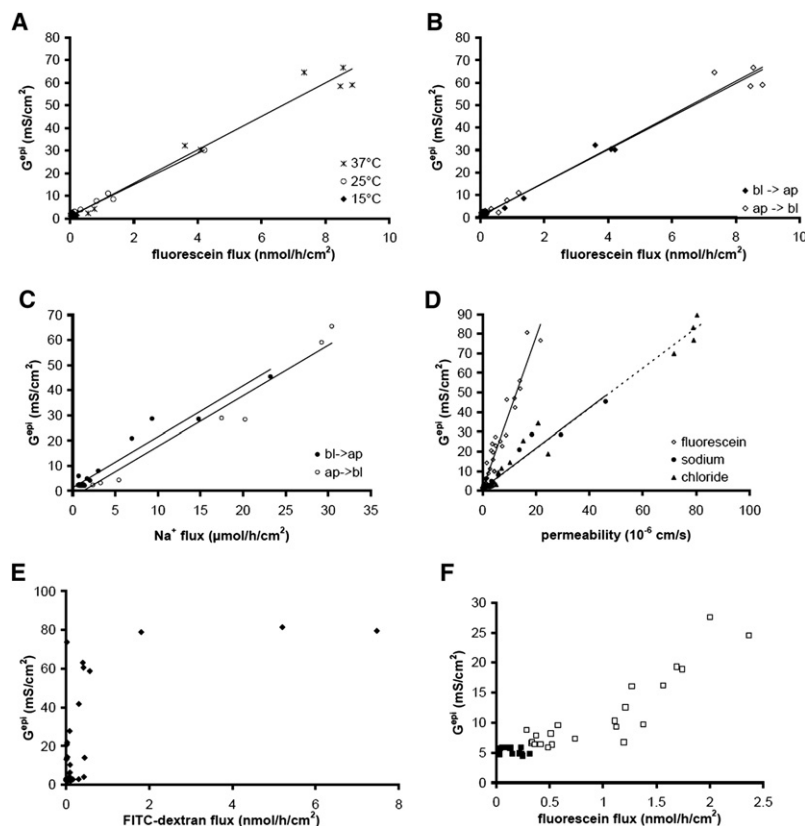 A
80
70
60
50
40
30
20
10
0
G^epi (mS/cm²)
0 2 4 6 8 10
fluorescein flux (nmol/h/cm²)
37°C
25°C
15°C
B
80
70
60
50
40
30
20
10
0
G^epi (mS/cm²)
0 2 4 6 8 10
fluorescein flux (nmol/h/cm²)
bl -> ap
ap -> bl
C
70
60
50
40
30
20
10
0
G^epi (mS/cm²)
0 5 10 15 20 25 30 35
Na⁺ flux (µmol/h/cm²)
bl->ap
ap->bl
D
90
80
70
60
50
40
30
20
10
0
G^epi (mS/cm²)
0 20 40 60 80 100
permeability (10⁻⁶ cm/s)
fluorescein
sodium
chloride
E
100
80
60
40
20
0
G^epi (mS/cm²)
0 2 4 6 8
FITC-dextran flux (nmol/h/cm²)
F
30
25
20
15
10
5
0
G^epi (mS/cm²)
0 0.5 1 1.5 2 2.5
fluorescein flux (nmol/h/cm²)